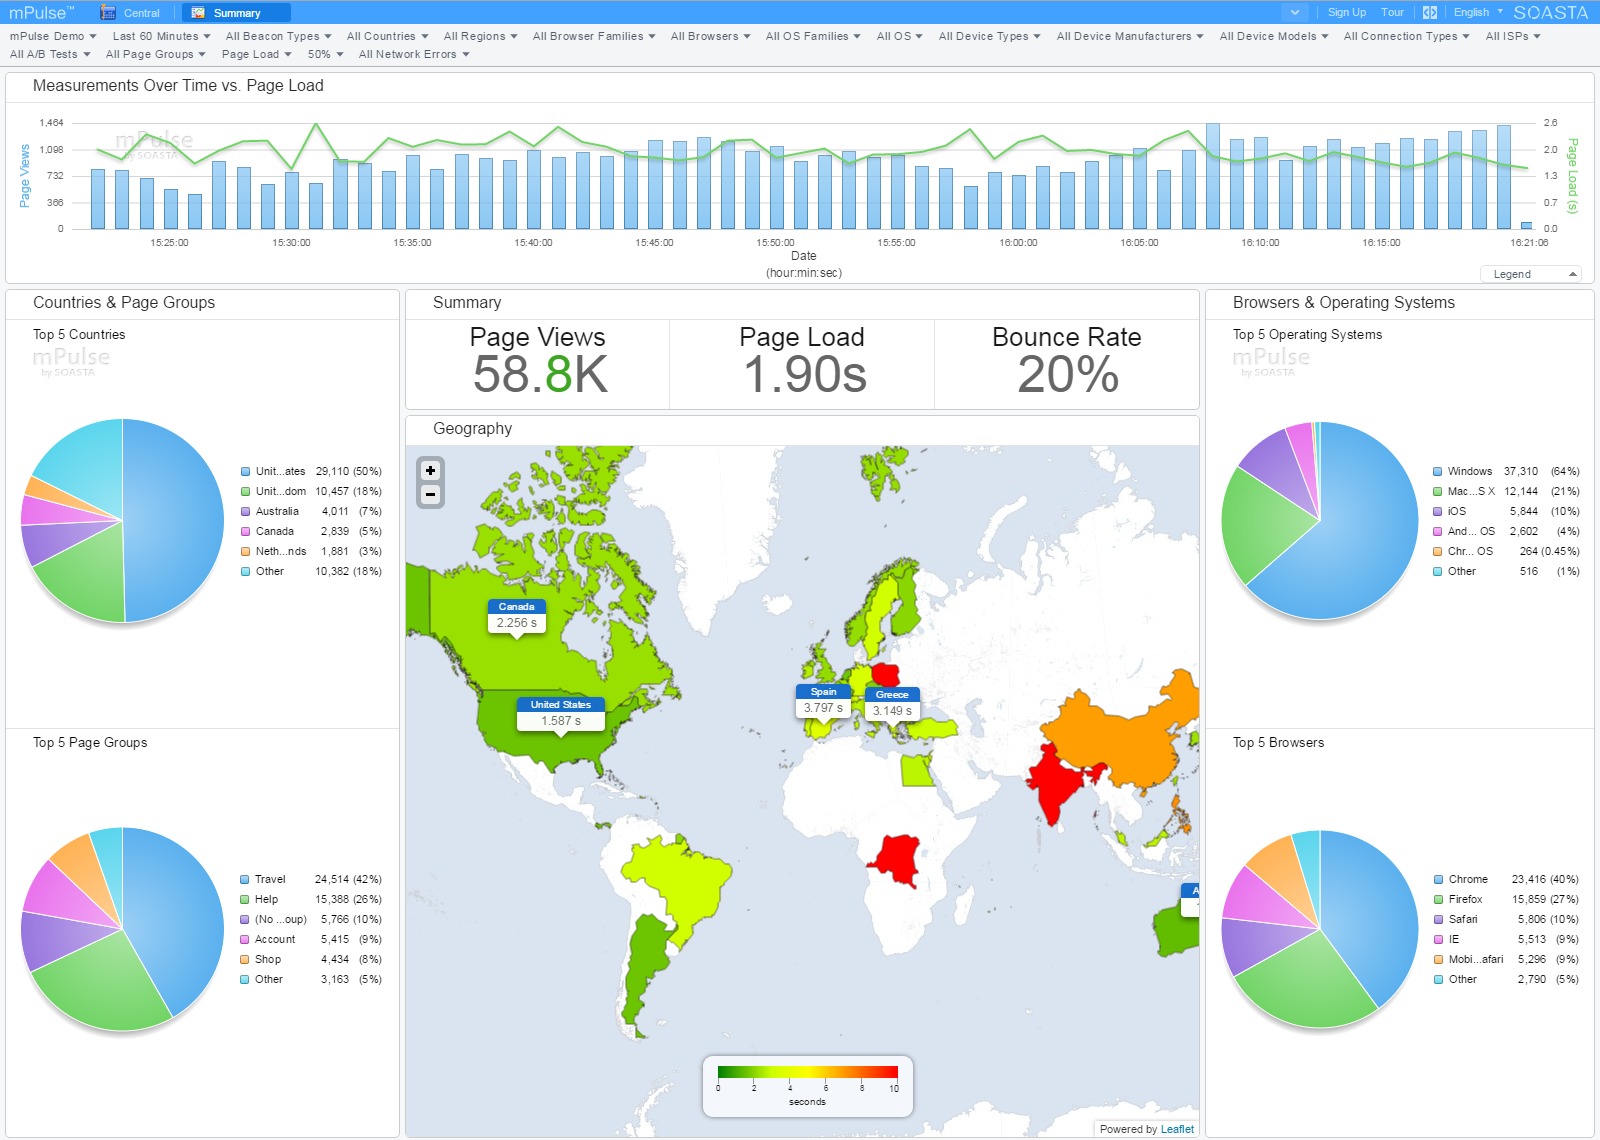 mPulse™ Central Summary Sign Up Tour English SOASTA
mPulse Demo Last 60 Minutes All Beacon Types All Countries All Regions All Browser Families All Browsers All OS Families All OS All Device Types All Device Manufacturers All Device Models All Connection Types All ISPs
All A/B Tests All Page Groups Page Load 50% All Network Errors
Measurements Over Time vs. Page Load
mPulse
by SOASTA
Page Views
1,464
1,098
732
366
0
2.6
2.0
1.3
0.7
0.0
Page Load (s)
15:25:00 15:30:00 15:35:00 15:40:00 15:45:00 15:50:00 15:55:00 16:00:00 16:05:00 16:10:00 16:15:00 16:21:06
Date
(hour:min:sec)
Legend
Countries & Page Groups
Top 5 Countries
mPulse
by SOASTA
Unit...ates 29,110 (50%)
Unit...dom 10,457 (18%)
Australia 4,011 (7%)
Canada 2,839 (5%)
Neth...nds 1,881 (3%)
Other 10,382 (18%)
Top 5 Page Groups
Travel 24,514 (42%)
Help 15,388 (26%)
(No ...oup) 5,766 (10%)
Account 5,415 (9%)
Shop 4,434 (8%)
Other 3,163 (5%)
Summary
Page Views
58.8K
Page Load
1.90s
Bounce Rate
20%
Geography
+
−
Canada
2.256 s
United States
1.587 s
Spain
3.797 s
Greece
3.149 s
A
0 2 4 6 8 10
seconds
Powered by Leaflet
Browsers & Operating Systems
Top 5 Operating Systems
mPulse
by SOASTA
Windows 37,310 (64%)
Mac...S X 12,144 (21%)
iOS 5,844 (10%)
And... OS 2,602 (4%)
Chr... OS 264 (0.45%)
Other 516 (1%)
Top 5 Browsers
Chrome 23,416 (40%)
Firefox 15,859 (27%)
Safari 5,806 (10%)
IE 5,513 (9%)
Mobi...afari 5,296 (9%)
Other 2,790 (5%)